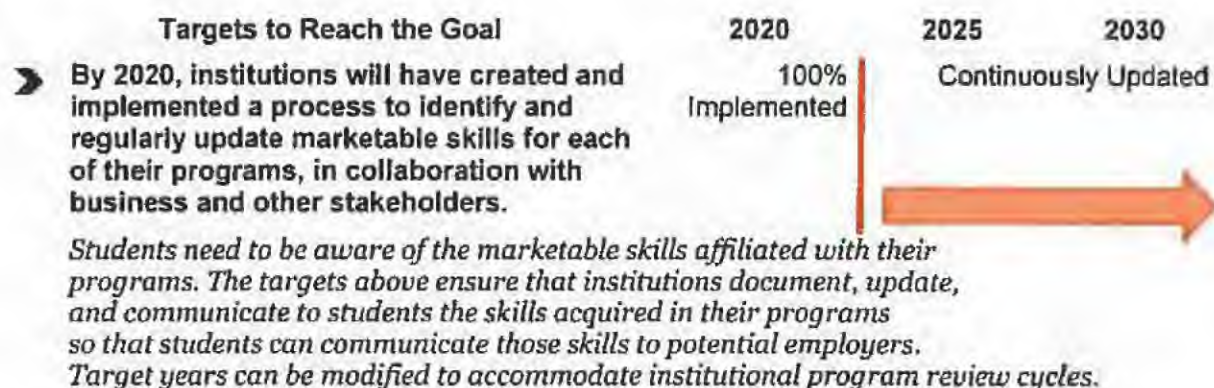 Targets to Reach the Goal 2020 2025 2030
By 2020, institutions will have created and 100% Continuously Updated
implemented a process to identify and Implemented
regularly update marketable skills for each
of their programs, in collaboration with
business and other stakeholders.
Students need to be aware of the marketable skills affiliated with their
programs. The targets above ensure that institutions document, update,
and communicate to students the skills acquired in their programs
so that students can communicate those skills to potential employers.
Target years can be modified to accommodate institutional program review cycles.